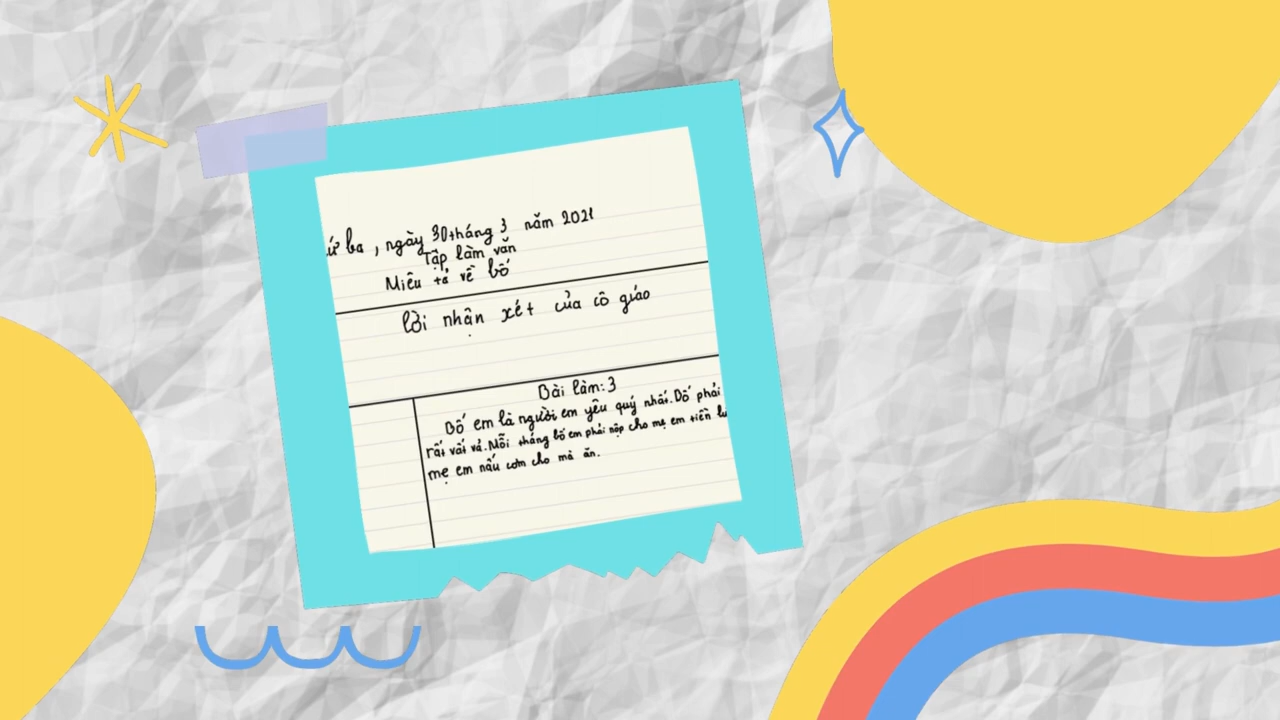 ứ ba, ngày 30 tháng 3 năm 2021
Tập làm văn
Miêu tả về bố
lời nhận xét của cô giáo
Bài làm: 3
Bố em là người em yêu quý nhất. Bố phải
rất vất vả. Mỗi tháng bố em phải nộp cho mẹ em tiền lư
mẹ em nấu cơm cho mà ăn.